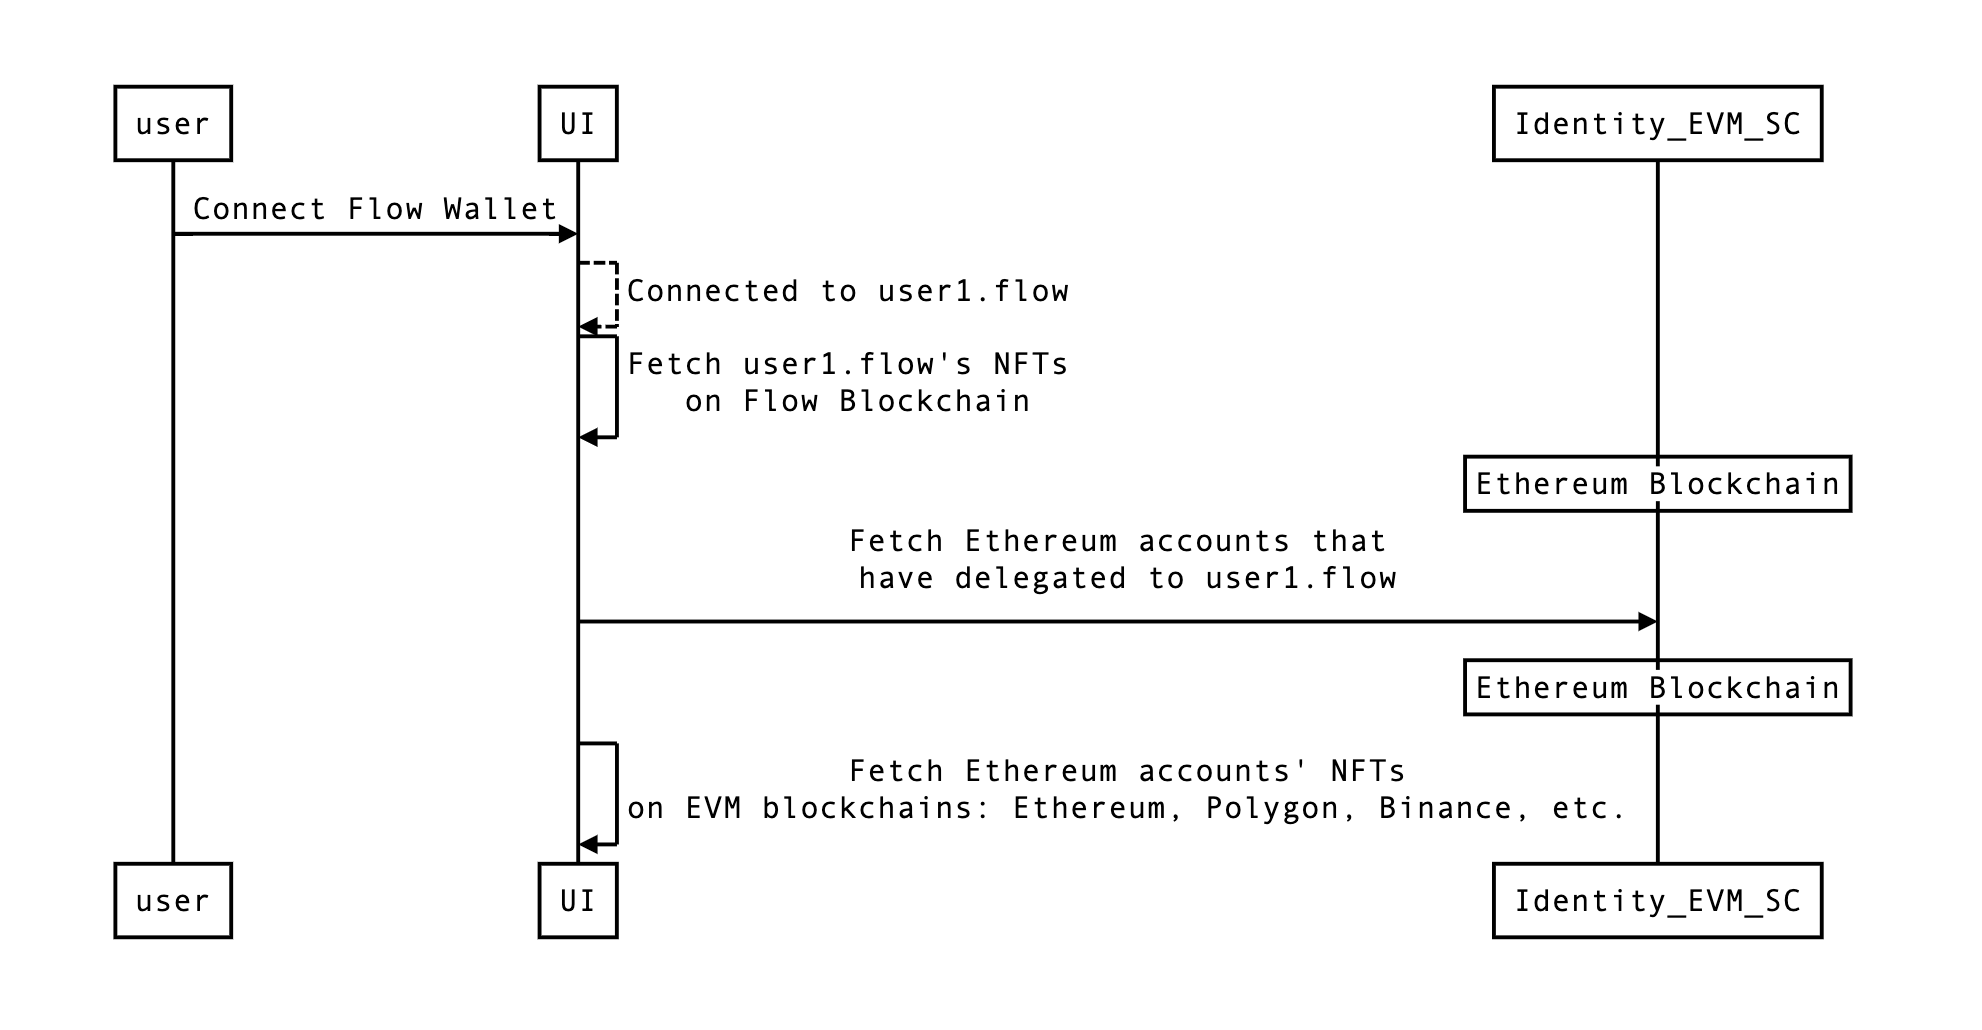 user
UI
Identity_EVM_SC
Connect Flow Wallet
Connected to user1.flow
Fetch user1.flow's NFTs
on Flow Blockchain
Ethereum Blockchain
Fetch Ethereum accounts that
have delegated to user1.flow
Ethereum Blockchain
Fetch Ethereum accounts' NFTs
on EVM blockchains: Ethereum, Polygon, Binance, etc.
user
UI
Identity_EVM_SC